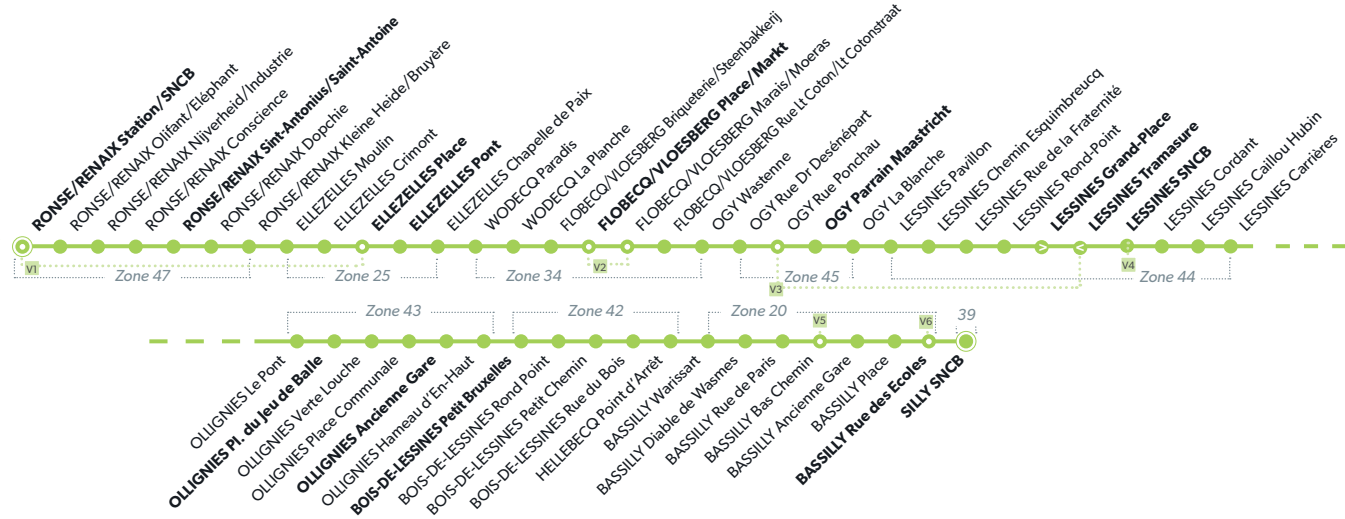 RONSE/RENAIX Station/SNCB
RONSE/RENAIX Olifant/Eléphant
RONSE/RENAIX Nijverheid/Industrie
RONSE/RENAIX Conscience
RONSE/RENAIX Sint-Antonius/Saint-Antoine
RONSE/RENAIX Dopchie
RONSE/RENAIX Kleine Heide/Bruyère
ELLEZELLES Moulin
ELLEZELLES Crimont
ELLEZELLES Place
ELLEZELLES Pont
ELLEZELLES Chapelle de Paix
WODECQ Paradis
WODECQ La Planche
FLOBECQ/VLOESBERG Briqueterie/Steenbakkerij
FLOBECQ/VLOESBERG Place/Markt
FLOBECQ/VLOESBERG Marais/Moeras
FLOBECQ/VLOESBERG Rue Lt Coton/Lt Cotonstraat
OGY Wastenne
OGY Rue Dr Desénépart
OGY Rue Ponchau
OGY Parrain Maastricht
OGY La Blanche
LESSINES Pavillon
LESSINES Chemin Esquimbreucq
LESSINES Rue de la Fraternité
LESSINES Rond-Point
LESSINES Grand-Place
LESSINES Tramasure
LESSINES SNCB
LESSINES Cordant
LESSINES Caillou Hubin
LESSINES Carrières
V1
V2
V3
V4
Zone 47
Zone 25
Zone 34
Zone 45
Zone 44
Zone 43
Zone 42
Zone 20
39
V5
V6
OLLIGNIES Le Pont
OLLIGNIES Pl. du Jeu de Balle
OLLIGNIES Verte Louche
OLLIGNIES Place Communale
OLLIGNIES Ancienne Gare
OLLIGNIES Hameau d'En-Haut
BOIS-DE-LESSINES Petit Bruxelles
BOIS-DE-LESSINES Rond Point
BOIS-DE-LESSINES Petit Chemin
BOIS-DE-LESSINES Rue du Bois
HELLEBECQ Point d'Arrêt
BASSILLY Warissart
BASSILLY Diable de Wasmes
BASSILLY Rue de Paris
BASSILLY Bas Chemin
BASSILLY Ancienne Gare
BASSILLY Place
BASSILLY Rue des Ecoles
SILLY SNCB